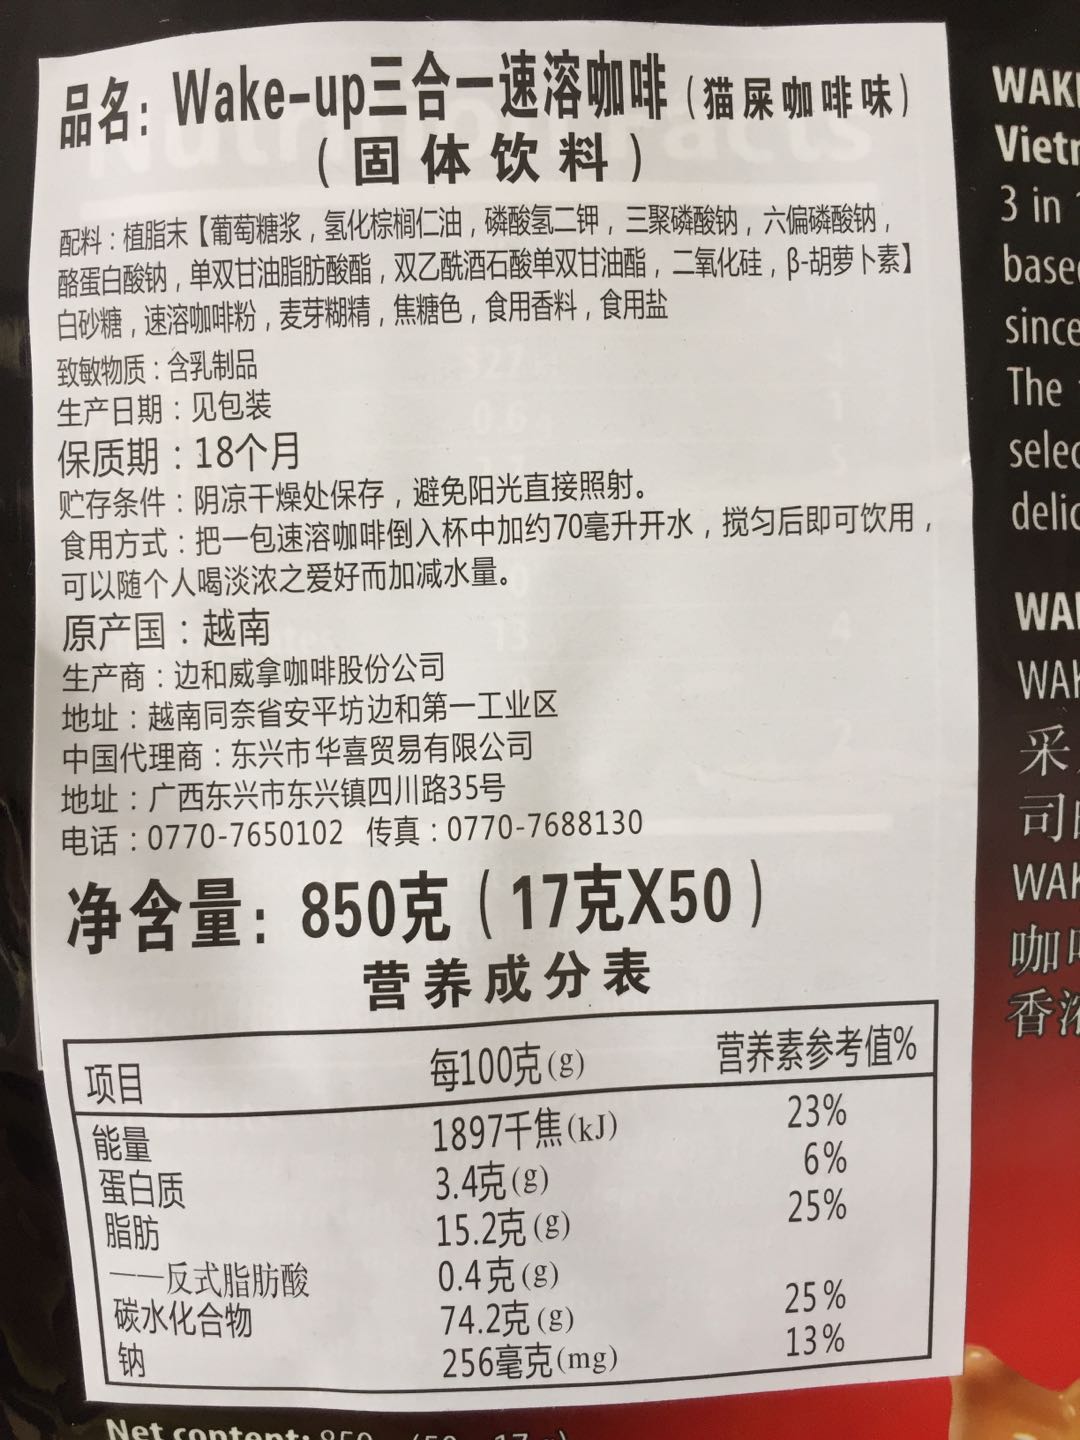 品名：Wake-up三合一速溶咖啡（猫屎咖啡味）
（固体饮料）
配料：植脂末【葡萄糖浆，氢化棕榈仁油，磷酸氢二钾，三聚磷酸钠，六偏磷酸钠，
酪蛋白酸钠，单双甘油脂肪酸酯，双乙酰酒石酸单双甘油酯，二氧化硅，β-胡萝卜素】
白砂糖，速溶咖啡粉，麦芽糊精，焦糖色，食用香料，食用盐
致敏物质：含乳制品
生产日期：见包装
保质期：18个月
贮存条件：阴凉干燥处保存，避免阳光直接照射。
食用方式：把一包速溶咖啡倒入杯中加约70毫升开水，搅匀后即可饮用，
可以随个人喝淡浓之爱好而加减水量。
原产国：越南
生产商：边和威拿咖啡股份公司
地址：越南同奈省安平坊边和第一工业区
中国代理商：东兴市华喜贸易有限公司
地址：广西东兴市东兴镇四川路35号
电话：0770-7650102 传真：0770-7688130
净含量：850克（17克X50）
营养成分表
项目 每100克(g) 营养素参考值%
能量 1897千焦(kJ) 23%
蛋白质 3.4克(g) 6%
脂肪 15.2克(g) 25%
——反式脂肪酸 0.4克(g)
碳水化合物 74.2克(g) 25%
钠 256毫克(mg) 13%
Net content: 850
3 in
since
The
采
司
咖